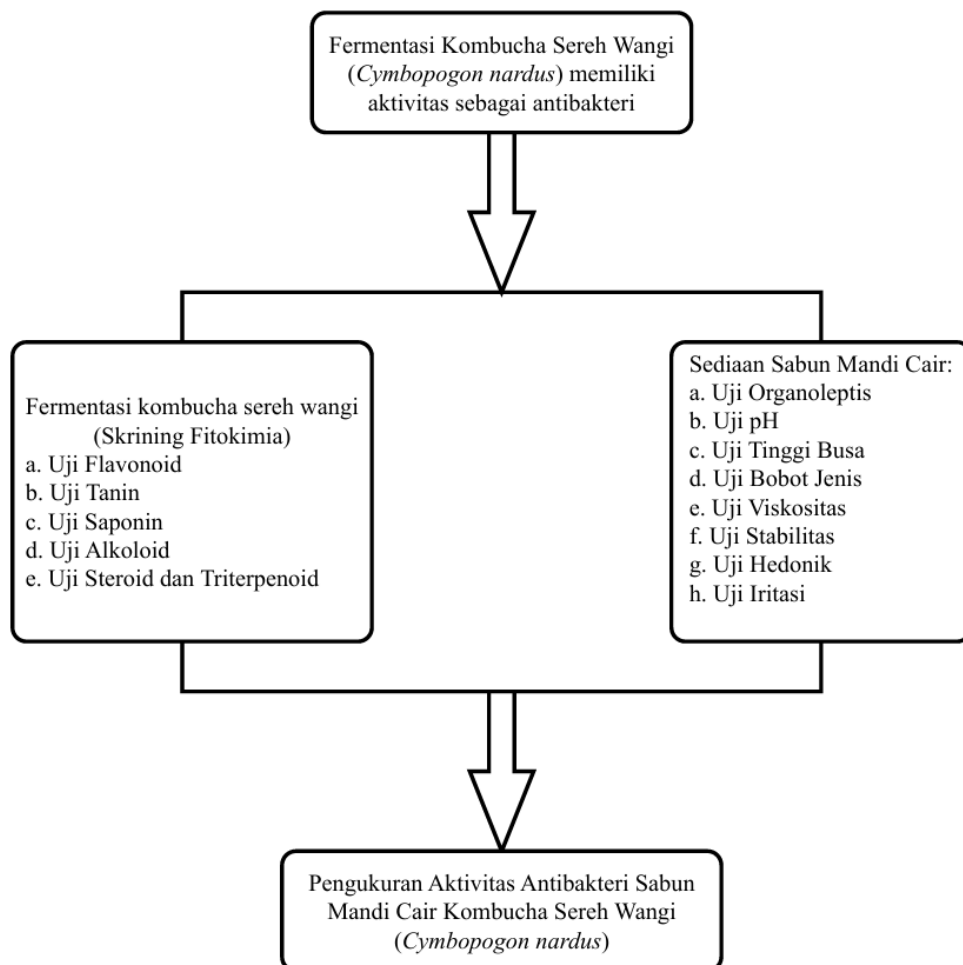 Fermentasi Kombucha Sereh Wangi
(Cymbopogon nardus) memiliki
aktivitas sebagai antibakteri
Fermentasi kombucha sereh wangi
(Skrining Fitokimia)
a. Uji Flavonoid
b. Uji Tanin
c. Uji Saponin
d. Uji Alkoloid
e. Uji Steroid dan Triterpenoid
Sediaan Sabun Mandi Cair:
a. Uji Organoleptis
b. Uji pH
c. Uji Tinggi Busa
d. Uji Bobot Jenis
e. Uji Viskositas
f. Uji Stabilitas
g. Uji Hedonik
h. Uji Iritasi
Pengukuran Aktivitas Antibakteri Sabun
Mandi Cair Kombucha Sereh Wangi
(Cymbopogon nardus)